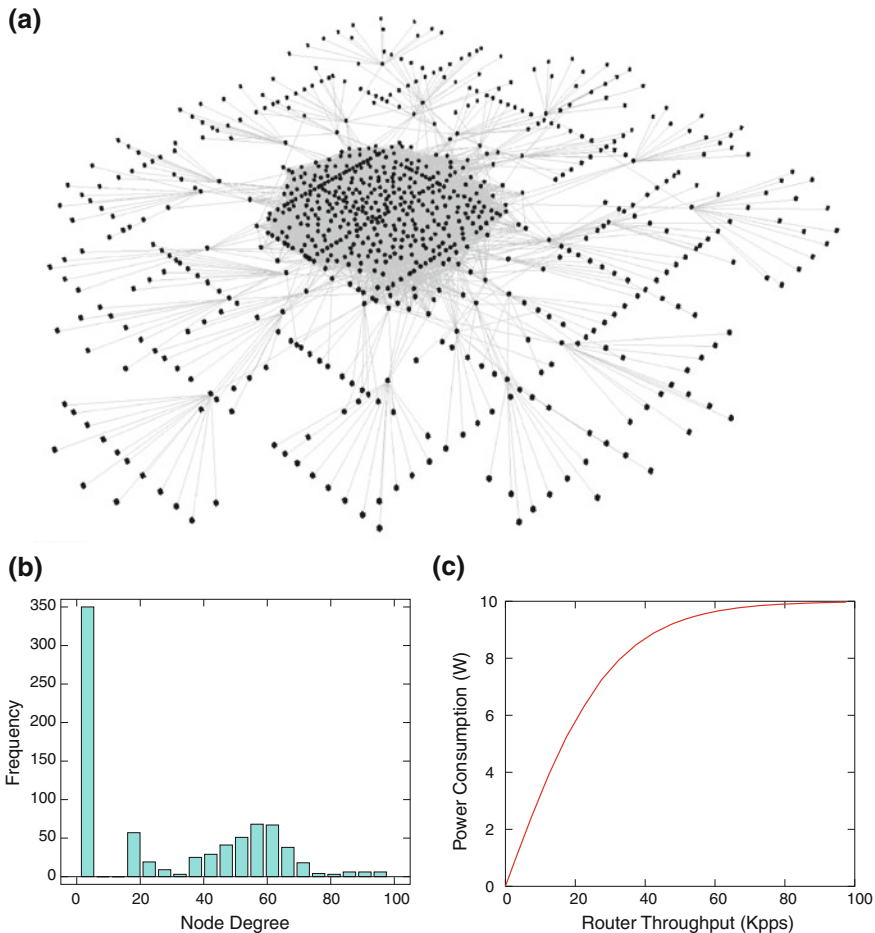 (a)
(b)
350
300
250
200
150
100
50
0
Frequency
0 20 40 60 80 100
Node Degree
(c)
10
8
6
4
2
0
Power Consumption (W)
0 20 40 60 80 100
Router Throughput (Kpps)